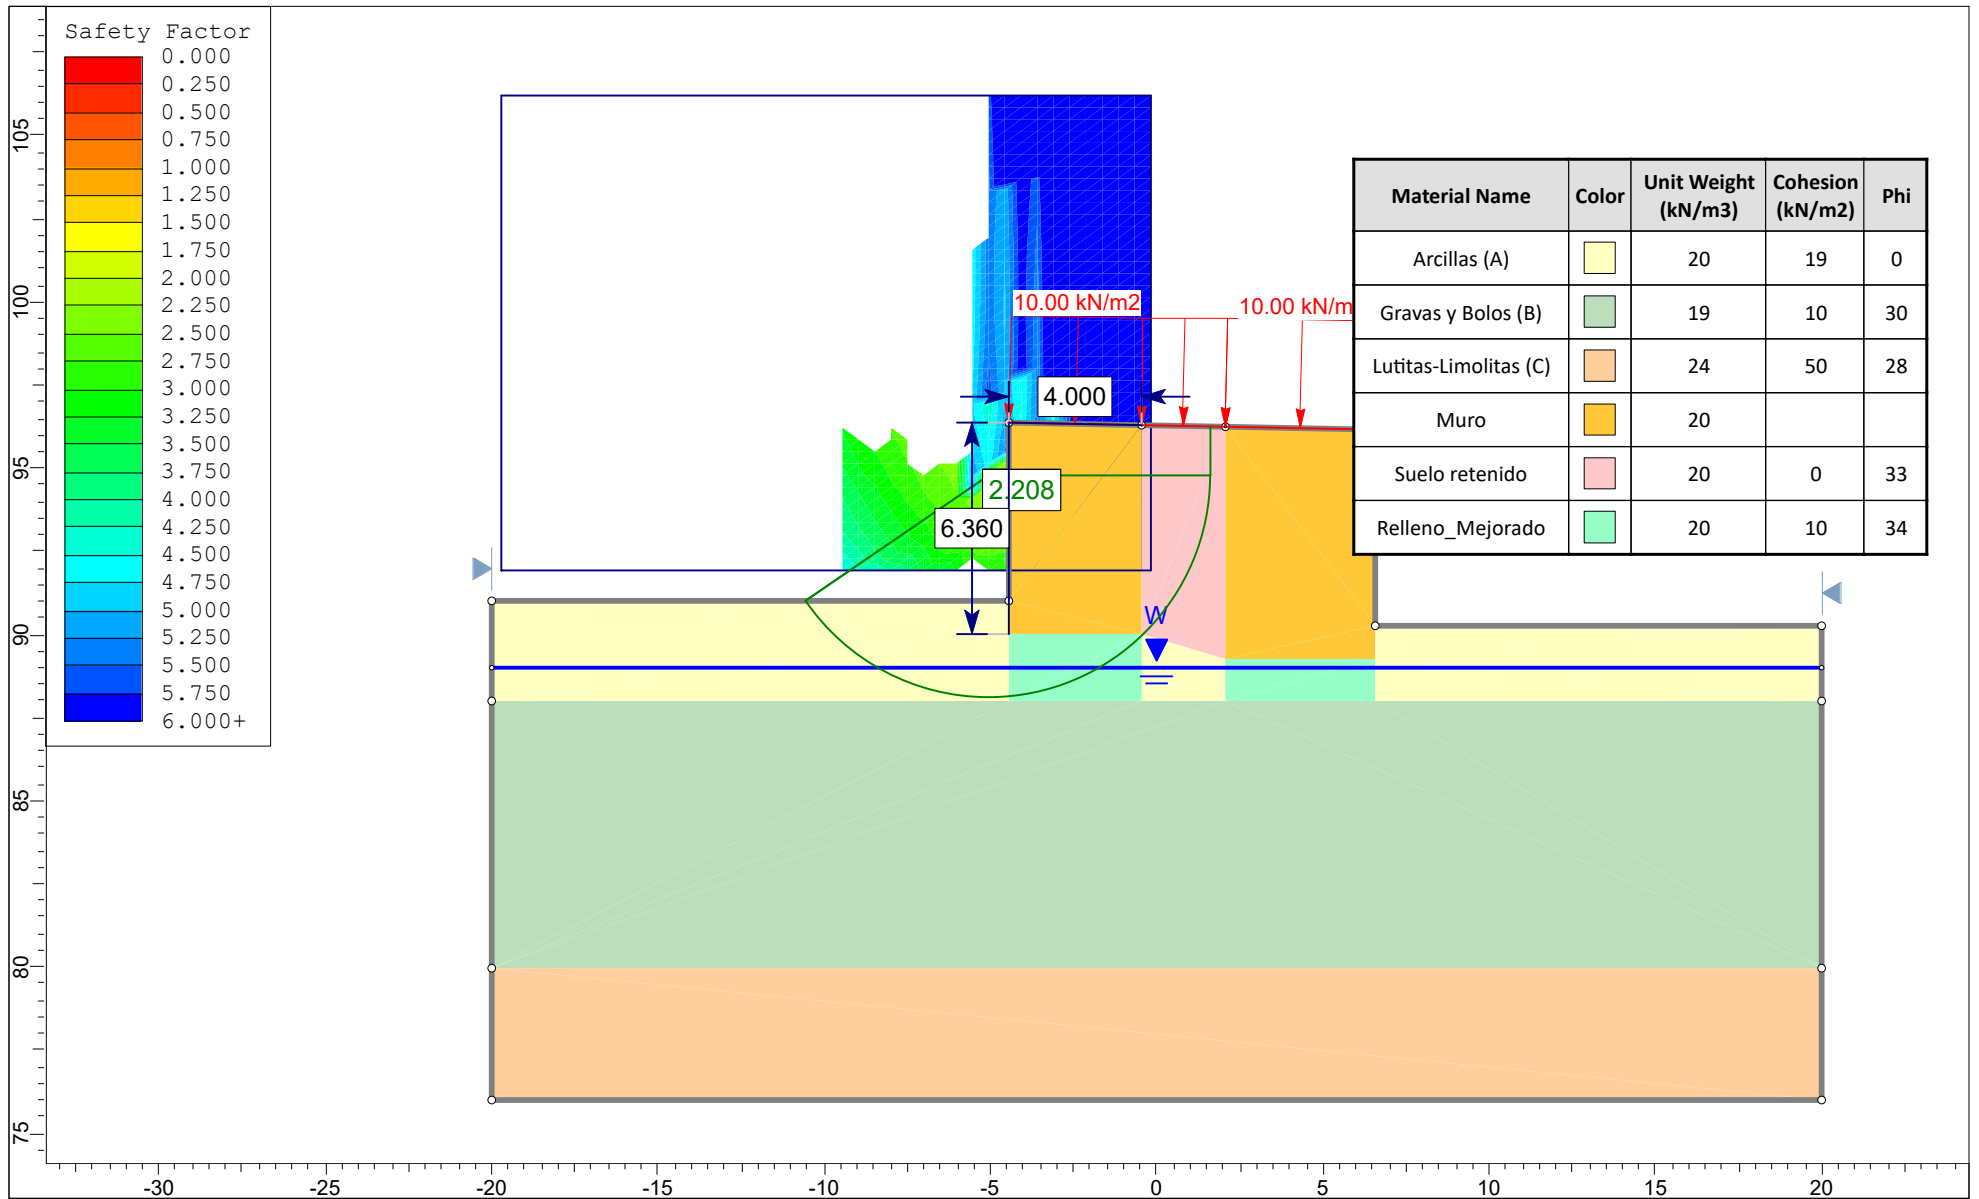 Safety Factor
0.000
0.250
0.500
0.750
1.000
1.250
1.500
1.750
2.000
2.250
2.500
2.750
3.000
3.250
3.500
3.750
4.000
4.250
4.500
4.750
5.000
5.250
5.500
5.750
6.000+
105
100
95
90
85
80
75
10.00 kN/m2
10.00 kN/m
4.000
2.208
6.360
W
Material Name Color Unit Weight (kN/m3) Cohesion (kN/m2) Phi
Arcillas (A) 20 19 0
Gravas y Bolos (B) 19 10 30
Lutitas-Limolitas (C) 24 50 28
Muro 20
Suelo retenido 20 0 33
Relleno_Mejorado 20 10 34
-30 -25 -20 -15 -10 -5 0 5 10 15 20